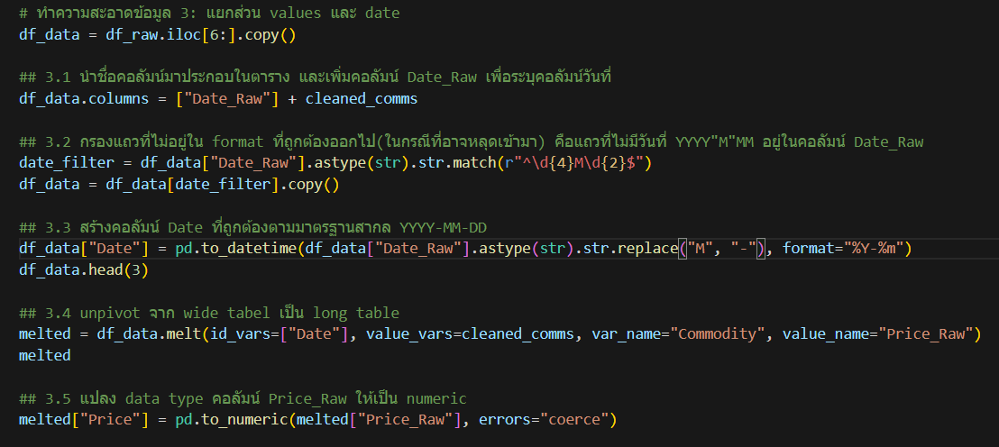 # ทำความสะอาดข้อมูล 3: แยกส่วน values และ date
df_data = df_raw.iloc[6:].copy()
## 3.1 นำชื่อคอลัมน์มาประกอบในตาราง และเพิ่มคอลัมน์ Date_Raw เพื่อระบุคอลัมน์วันที่
df_data.columns = ["Date_Raw"] + cleaned_comms
## 3.2 กรองแถวที่ไม่อยู่ใน format ที่ถูกต้องออกไป(ในกรณีที่อาจหลุดเข้ามา) คือแถวที่ไม่มีวันที่ YYYY"M"MM อยู่ในคอลัมน์ Date_Raw
date_filter = df_data["Date_Raw"].astype(str).str.match(r"^\d{4}M\d{2}$")
df_data = df_data[date_filter].copy()
## 3.3 สร้างคอลัมน์ Date ที่ถูกต้องตามมาตรฐานสากล YYYY-MM-DD
df_data["Date"] = pd.to_datetime(df_data["Date_Raw"].astype(str).str.replace("M", "-"), format="%Y-%m")
df_data.head(3)
## 3.4 unpivot จาก wide tabel เป็น long table
melted = df_data.melt(id_vars=["Date"], value_vars=cleaned_comms, var_name="Commodity", value_name="Price_Raw")
melted
## 3.5 แปลง data type คอลัมน์ Price_Raw ให้เป็น numeric
melted["Price"] = pd.to_numeric(melted["Price_Raw"], errors="coerce")